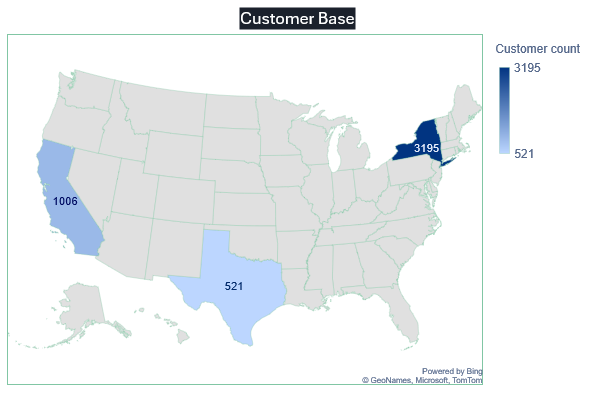 Customer Base
Customer count
3195
521
3195
1006
521
Powered by Bing
© GeoNames, Microsoft, TomTom